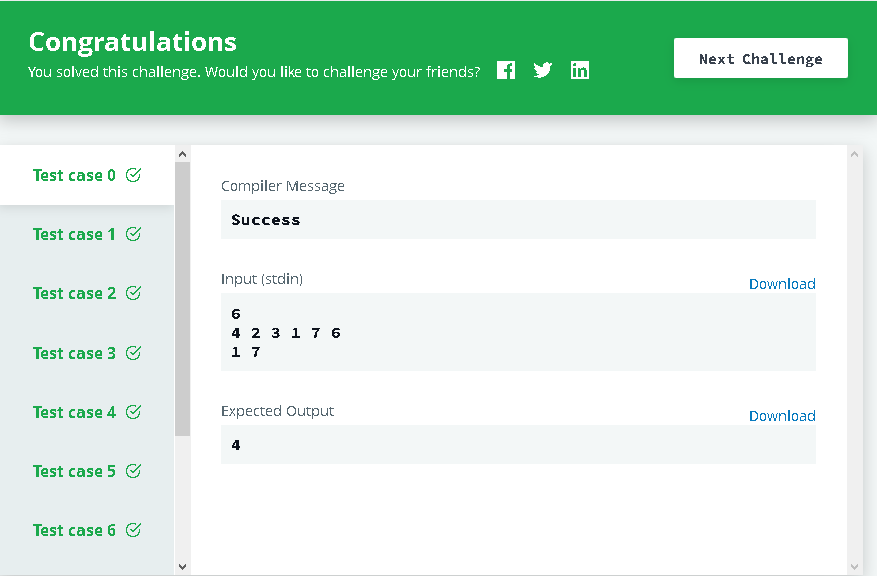 Congratulations
You solved this challenge. Would you like to challenge your friends?
Next Challenge
Test case 0
Test case 1
Test case 2
Test case 3
Test case 4
Test case 5
Test case 6
Compiler Message
Success
Input (stdin)
Download
6
4 2 3 1 7 6
1 7
Expected Output
Download
4